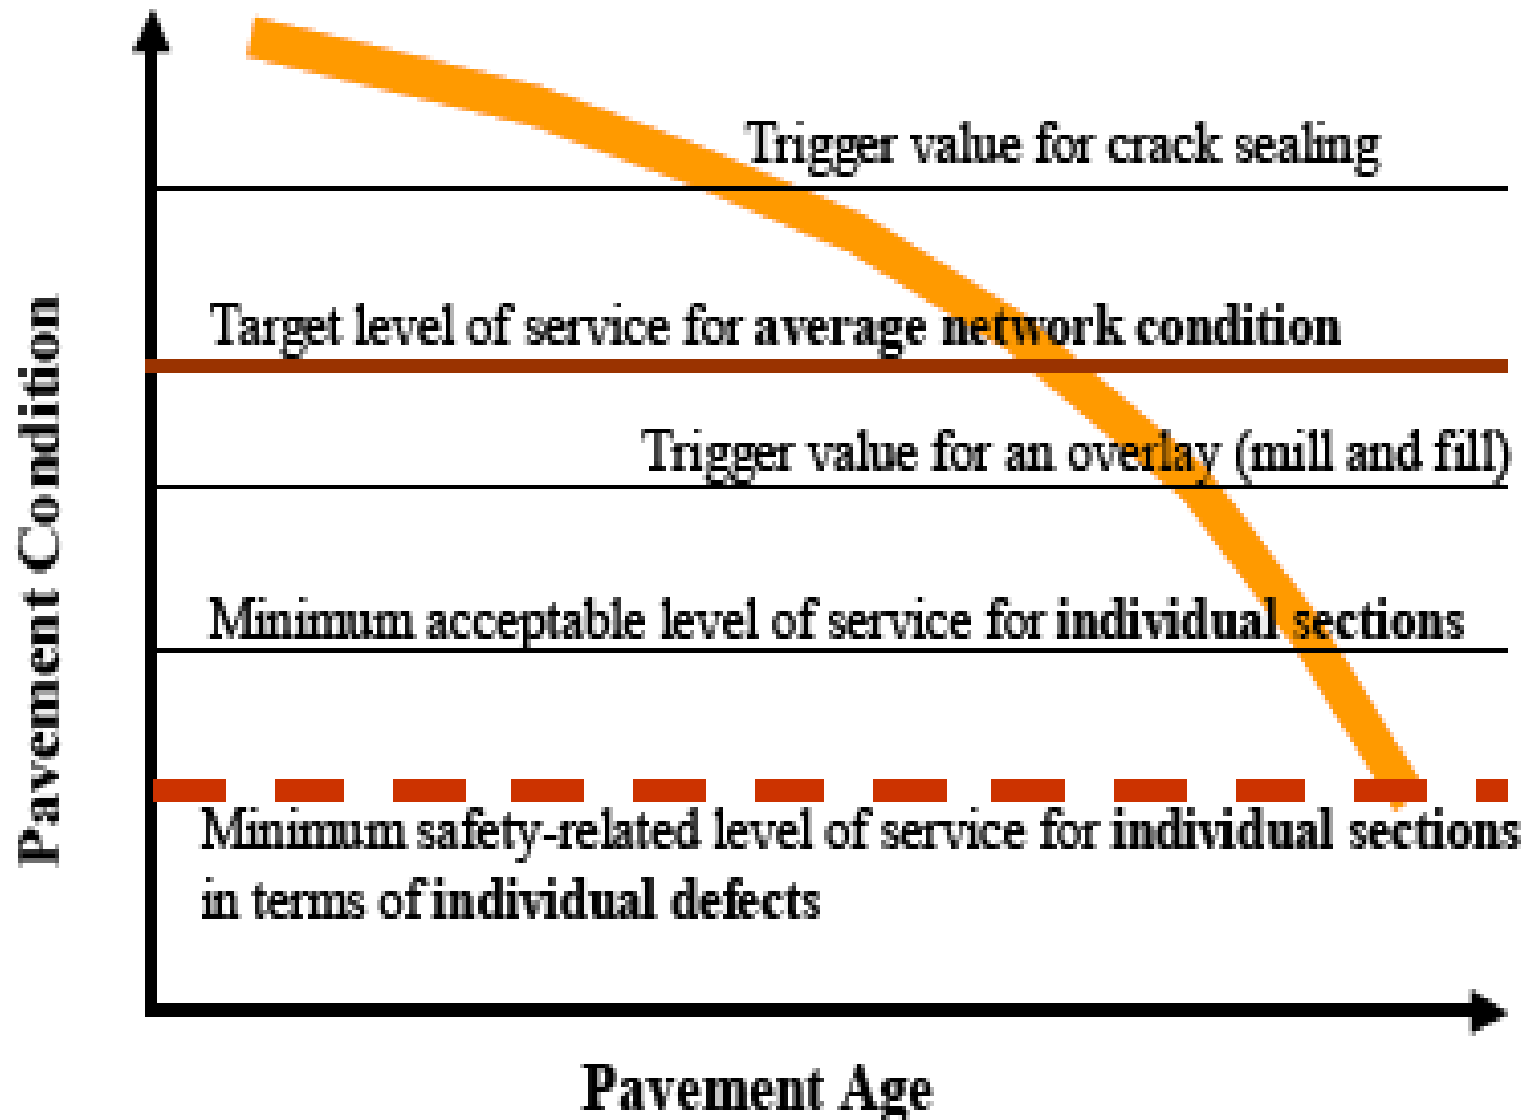 Trigger value for crack sealing
Target level of service for average network condition
Trigger value for an overlay (mill and fill)
Minimum acceptable level of service for individual sections
Minimum safety-related level of service for individual sections
in terms of individual defects
Pavement Condition
Pavement Age